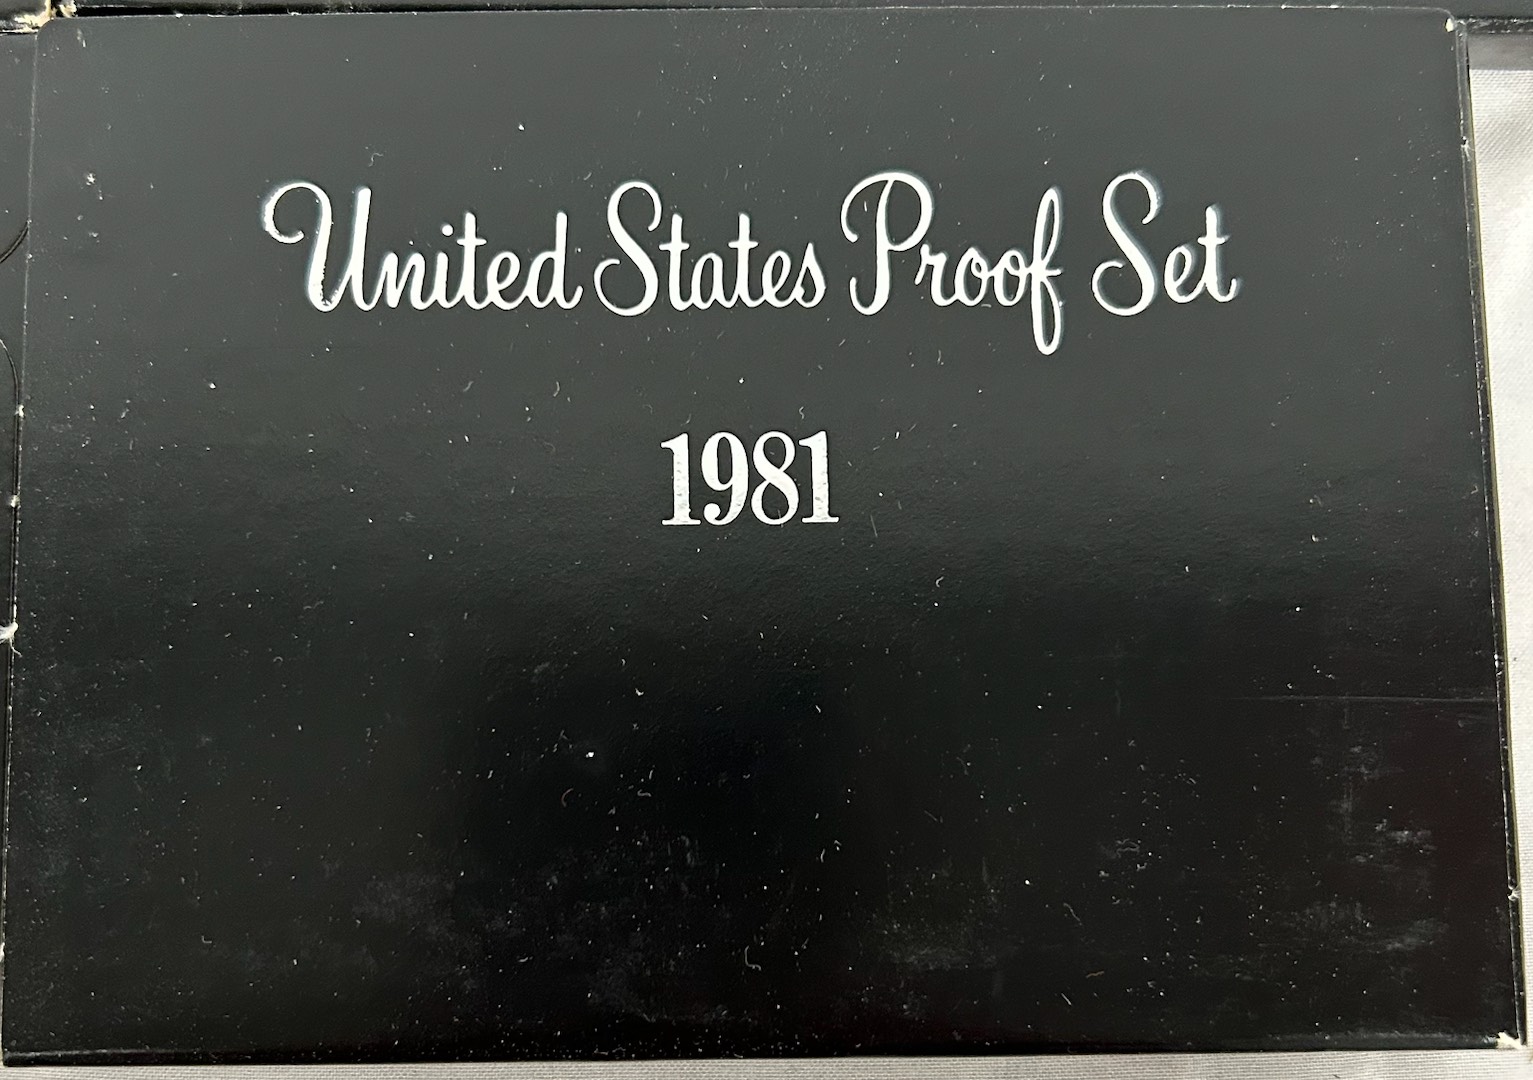 United States Proof Set
1981